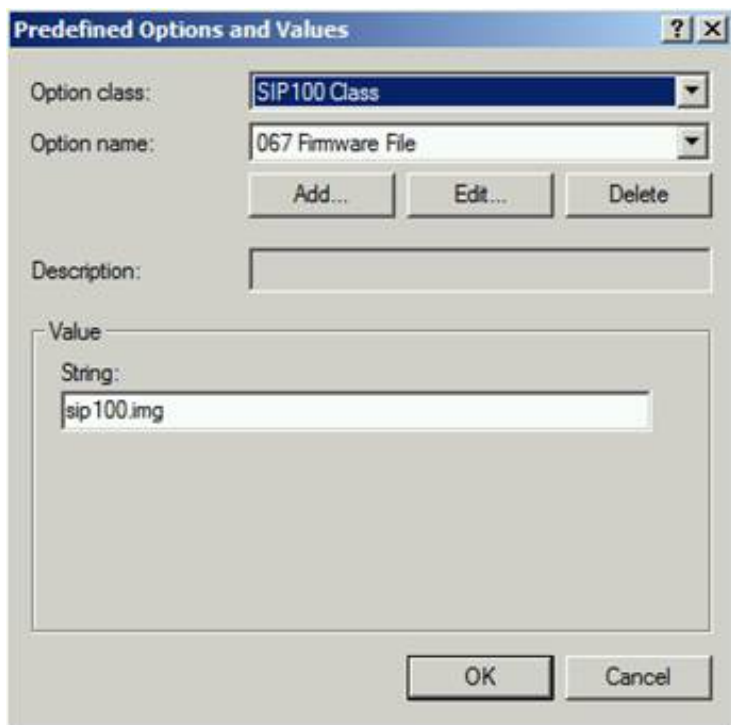 Predefined Options and Values
Option class: SIP100 Class
Option name: 067 Firmware File
Add... Edit... Delete
Description:
Value
String:
sip100.img
OK Cancel